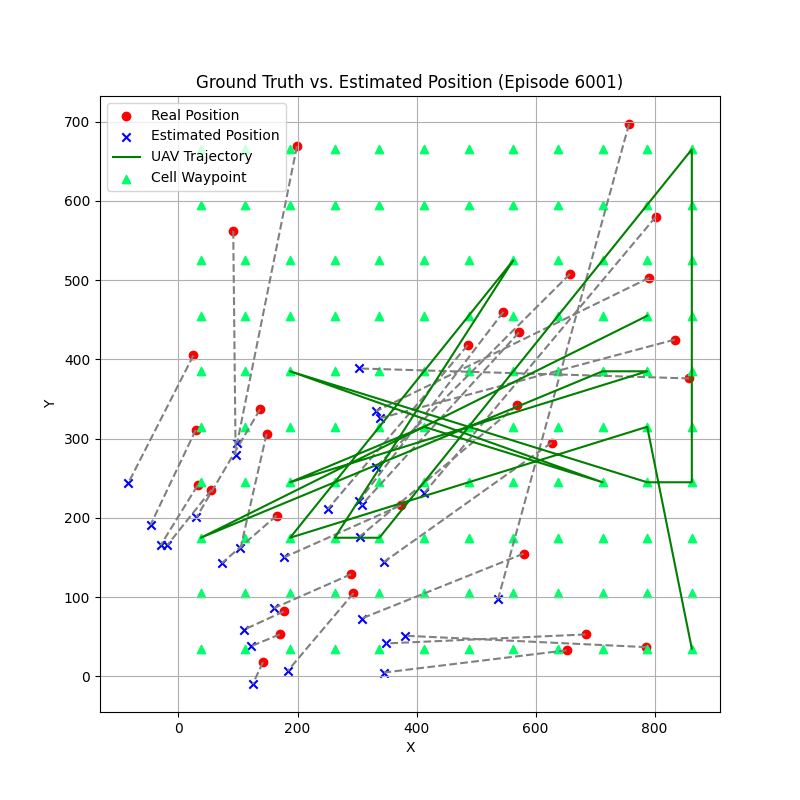 Ground Truth vs. Estimated Position (Episode 6001)
Real Position
Estimated Position
UAV Trajectory
Cell Waypoint
700
600
500
400
300
200
100
0
Y
0 200 400 600 800
X